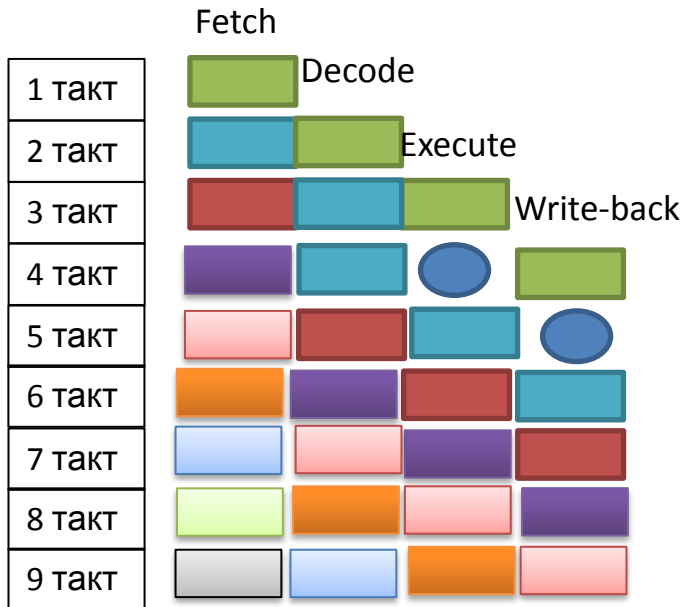 Fetch
1 такт
Decode
2 такт
Execute
3 такт
Write-back
4 такт
5 такт
6 такт
7 такт
8 такт
9 такт